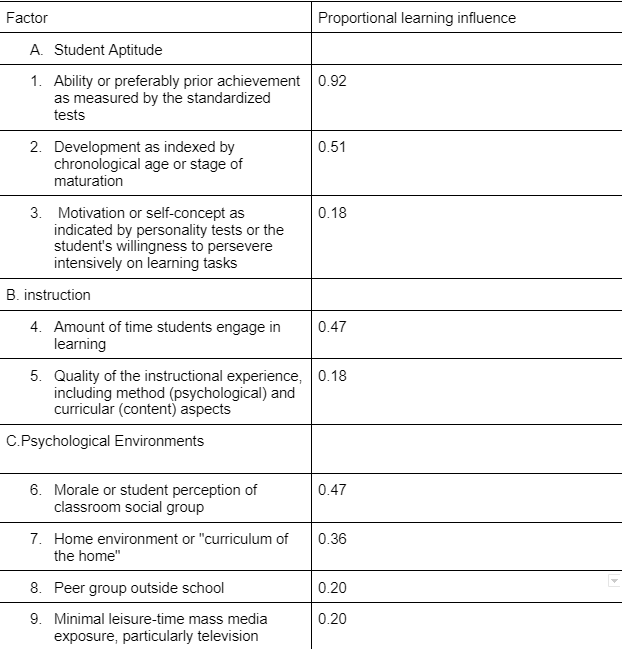 Factor Proportional learning influence
A. Student Aptitude
1. Ability or preferably prior achievement 0.92
as measured by the standardized
tests
2. Development as indexed by 0.51
chronological age or stage of
maturation
3. Motivation or self-concept as 0.18
indicated by personality tests or the
student's willingness to persevere
intensively on learning tasks
B. instruction
4. Amount of time students engage in 0.47
learning
5. Quality of the instructional experience, 0.18
including method (psychological) and
curricular (content) aspects
C.Psychological Environments
6. Morale or student perception of 0.47
classroom social group
7. Home environment or "curriculum of 0.36
the home"
8. Peer group outside school 0.20
9. Minimal leisure-time mass media 0.20
exposure, particularly television